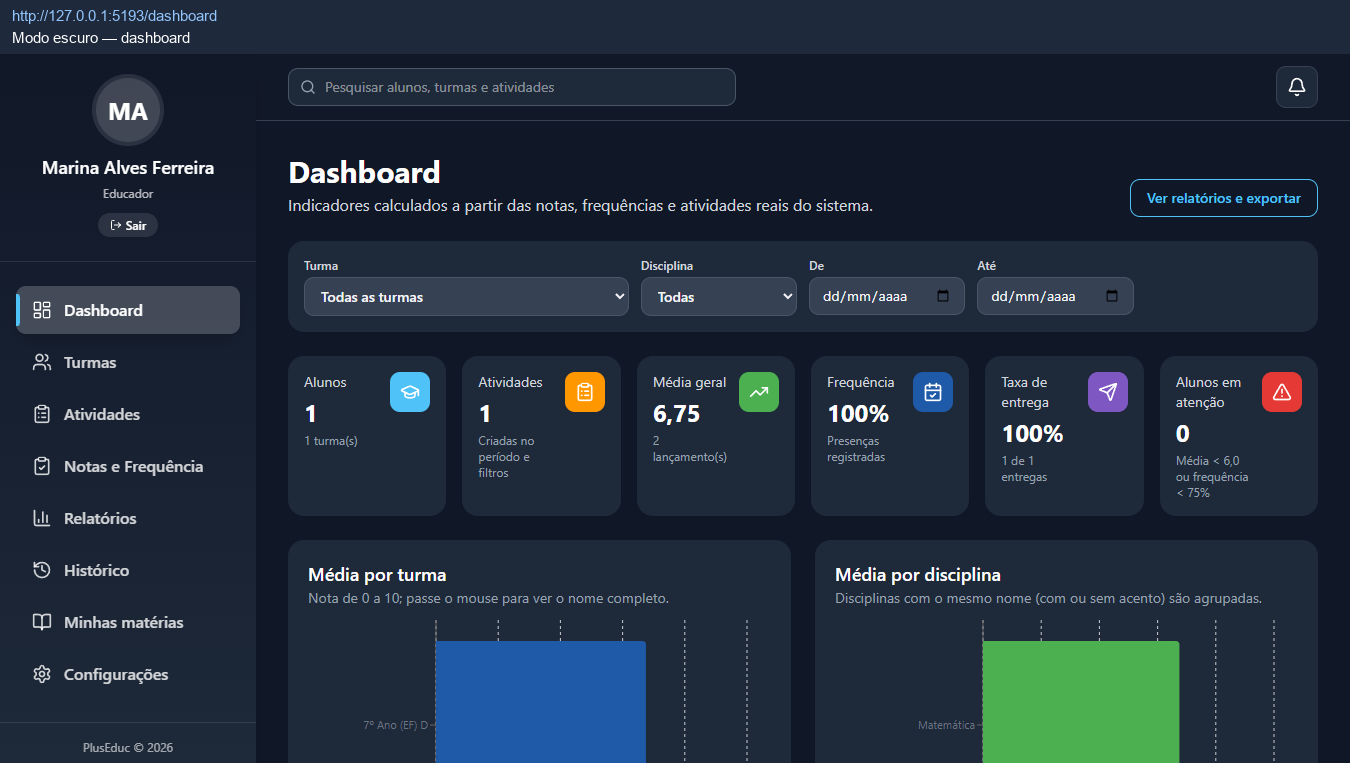 http://127.0.0.1:5193/dashboard
Modo escuro — dashboard
MA
Marina Alves Ferreira
Educador
Sair
Dashboard
Turmas
Atividades
Notas e Frequência
Relatórios
Histórico
Minhas matérias
Configurações
PlusEduc © 2026
Pesquisar alunos, turmas e atividades
Dashboard
Indicadores calculados a partir das notas, frequências e atividades reais do sistema.
Ver relatórios e exportar
Turma
Todas as turmas
Disciplina
Todas
De
dd/mm/aaaa
Até
dd/mm/aaaa
Alunos
1
1 turma(s)
Atividades
1
Criadas no
período e
filtros
Média geral
6,75
2
lançamento(s)
Frequência
100%
Presenças
registradas
Taxa de
entrega
100%
1 de 1
entregas
Alunos em
atenção
0
Média < 6,0
ou frequência
< 75%
Média por turma
Nota de 0 a 10; passe o mouse para ver o nome completo.
7º Ano (EF) D
Média por disciplina
Disciplinas com o mesmo nome (com ou sem acento) são agrupadas.
Matemática